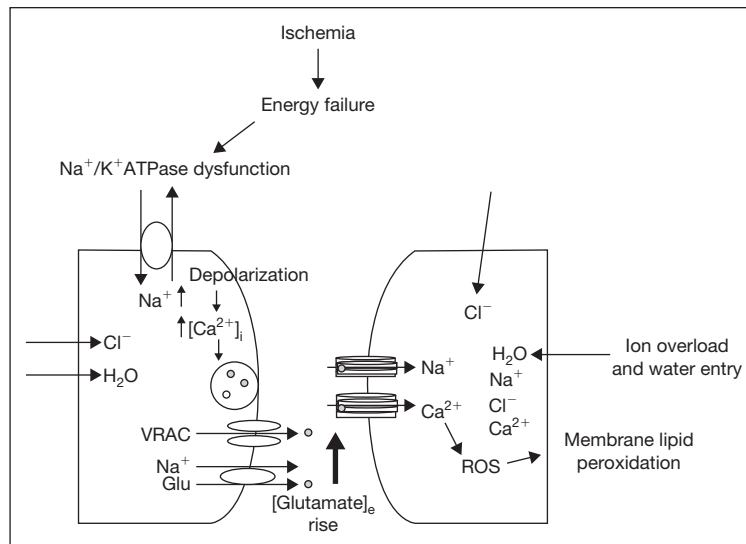 Ischemia
Energy failure
Na⁺/K⁺ATPase dysfunction
Depolarization
Na⁺
[Ca²⁺]ᵢ
Cl⁻
H₂O
VRAC
Na⁺
Glu
[Glutamate]ₑ
rise
Na⁺
Ca²⁺
ROS
Cl⁻
H₂O
Na⁺
Cl⁻
Ca²⁺
Ion overload
and water entry
Membrane lipid
peroxidation